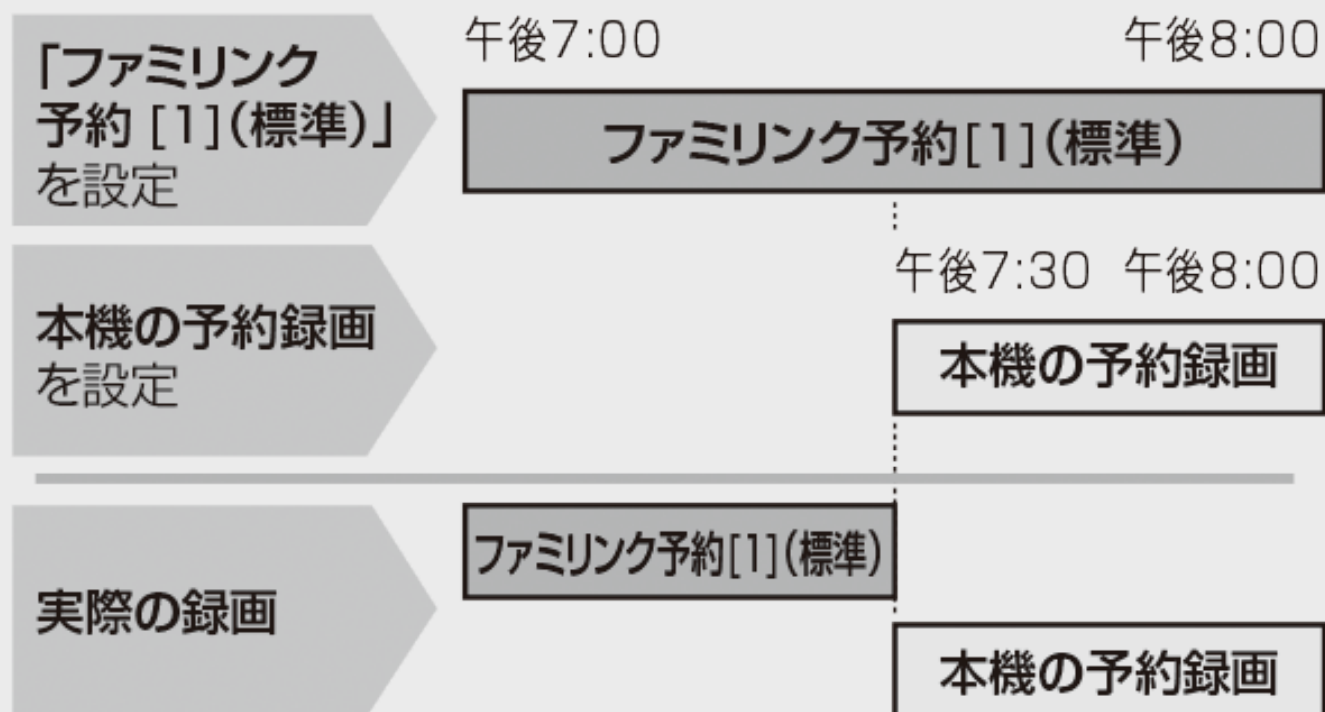 「ファミリンク
予約 [1](標準)」
を設定
午後7:00 午後8:00
ファミリンク予約[1](標準)
本機の予約録画
を設定
午後7:30 午後8:00
本機の予約録画
実際の録画
ファミリンク予約[1](標準)
本機の予約録画